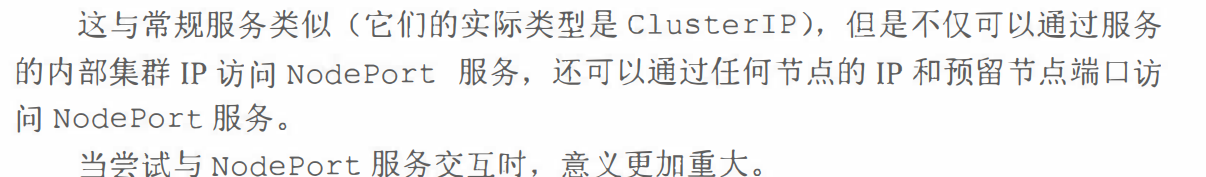 这与常规服务类似（它们的实际类型是 ClusterIP），但是不仅可以通过服务
的内部集群 IP 访问 NodePort 服务，还可以通过任何节点的 IP 和预留节点端口访
问 NodePort 服务。
当尝试与 NodePort 服务交互时，意义更加重大。